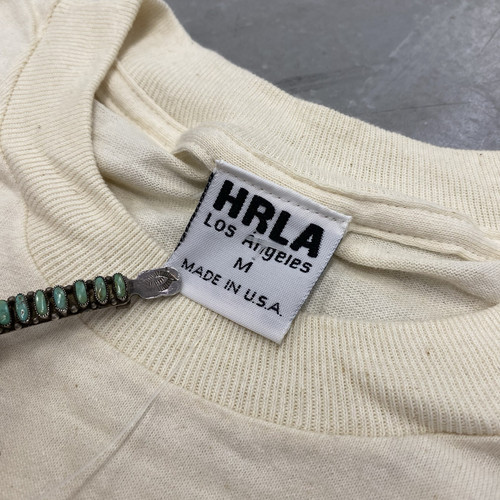 HRLA
Los Angeles
M
MADE IN U.S.A.